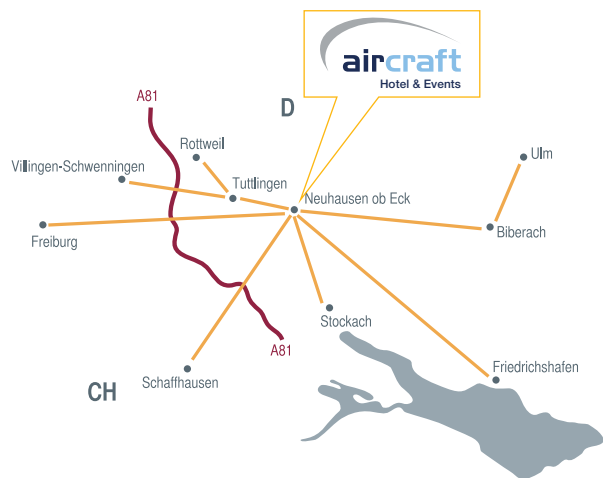 aircraft
Hotel & Events
A81
D
Rottweil
Ulm
Villingen-Schwenningen
Tuttlingen
Neuhausen ob Eck
Freiburg
Biberach
Stockach
A81
Friedrichshafen
Schaffhausen
CH